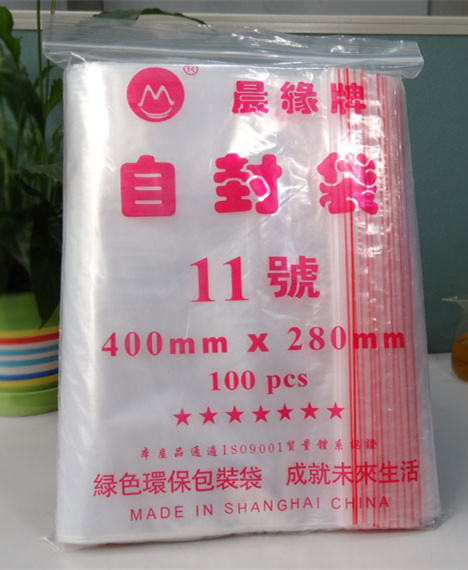 ®
晨緣牌
自封袋
11號
400mm x 280mm
100 pcs
★★★★★★★
本産品通過ISO9001質量體系認證
綠色環保包裝袋 成就未來生活
MADE IN SHANGHAI CHINA